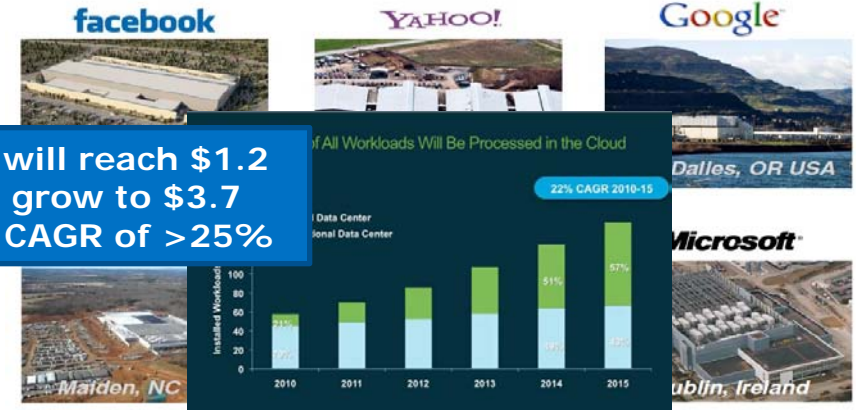 facebook
YAHOO!
Google
will reach $1.2
grow to $3.7
CAGR of >25%
of All Workloads Will Be Processed in the Cloud
22% CAGR 2010-15
Data Center
ional Data Center
Dalles, OR USA
Microsoft
Installed Workloads
100
80
60
40
20
0
51%
57%
2010
2011
2012
2013
2014
2015
Maiden, NC
ublin, Ireland